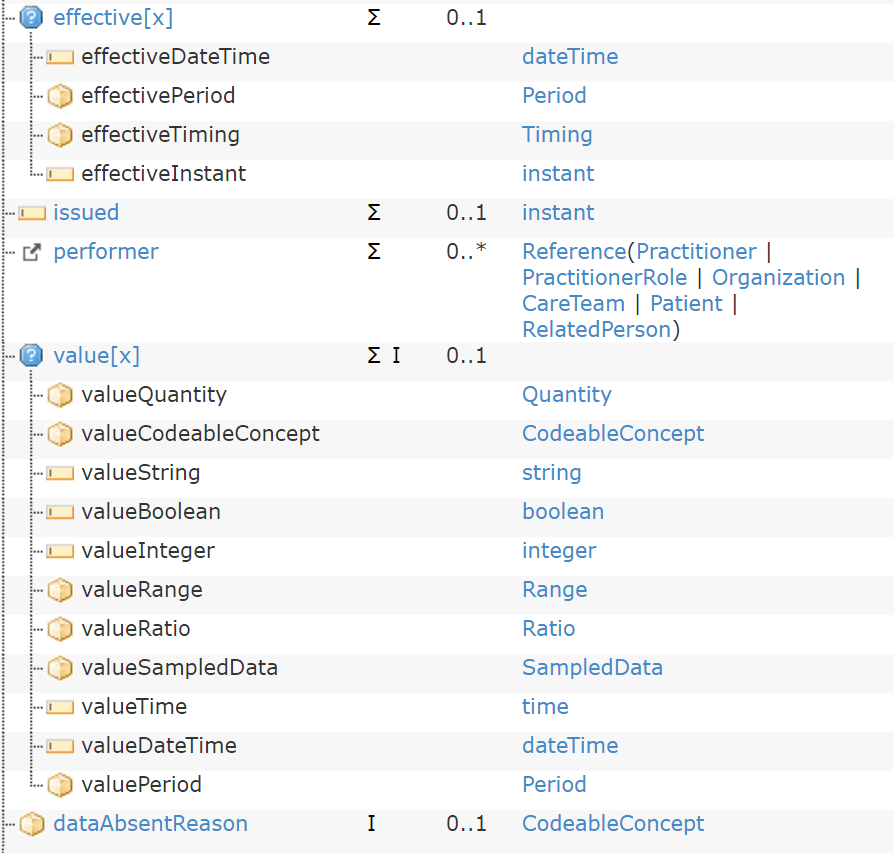 effective[x] Σ 0..1
effectiveDateTime dateTime
effectivePeriod Period
effectiveTiming Timing
effectiveInstant instant
issued Σ 0..1 instant
performer Σ 0..* Reference(Practitioner |
PractitionerRole | Organization |
CareTeam | Patient |
RelatedPerson)
value[x] Σ I 0..1
valueQuantity Quantity
valueCodeableConcept CodeableConcept
valueString string
valueBoolean boolean
valueInteger integer
valueRange Range
valueRatio Ratio
valueSampledData SampledData
valueTime time
valueDateTime dateTime
valuePeriod Period
dataAbsentReason I 0..1 CodeableConcept